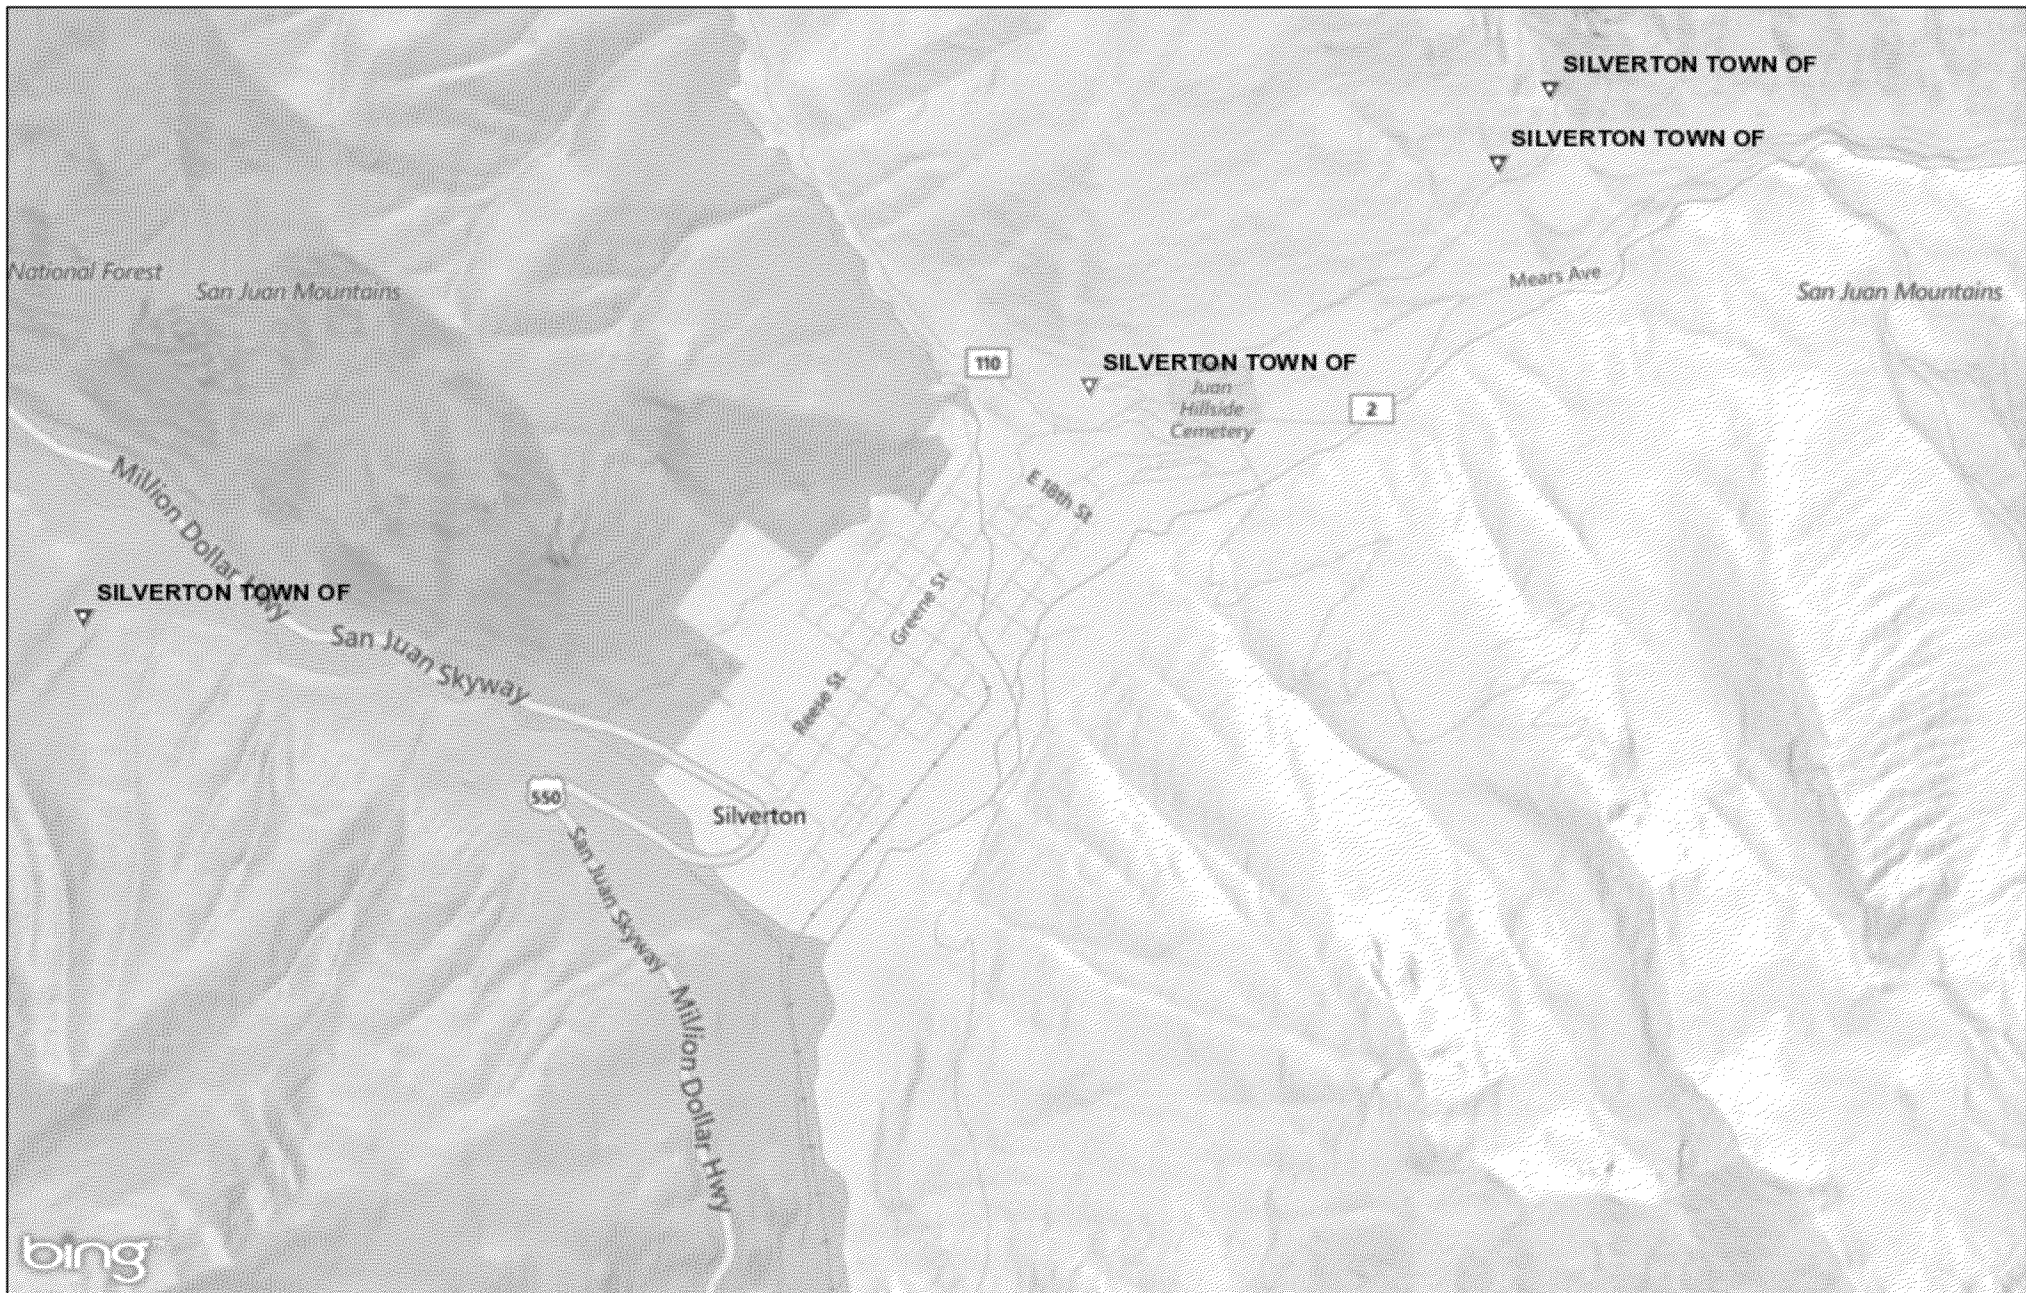 SILVERTON TOWN OF
SILVERTON TOWN OF
National Forest
San Juan Mountains
Mears Ave
San Juan Mountains
110
SILVERTON TOWN OF
Juan
Hillside
Cemetery
2
Million Dollar Hwy
E 18th St
SILVERTON TOWN OF
San Juan Skyway
Greene St
Reese St
550
Silverton
San Juan Skyway
Million Dollar Hwy
bing